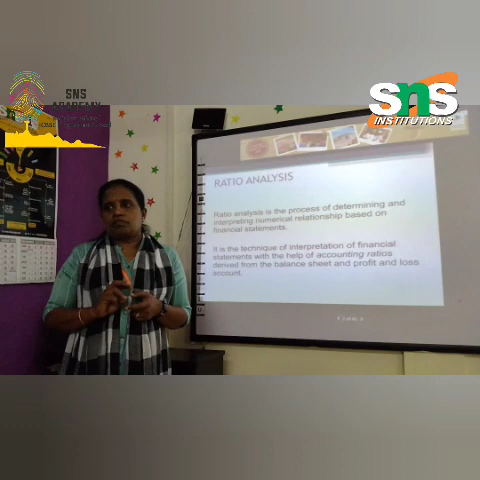 SNS
ACADEMY
sns
INSTITUTIONS
RATIO ANALYSIS
Ratio analysis is the process of determining and
interpreting numerical relationship based on
financial statements.
It is the technique of interpretation of financial
statements with the help of accounting ratios
derived from the balance sheet and profit and loss
account.